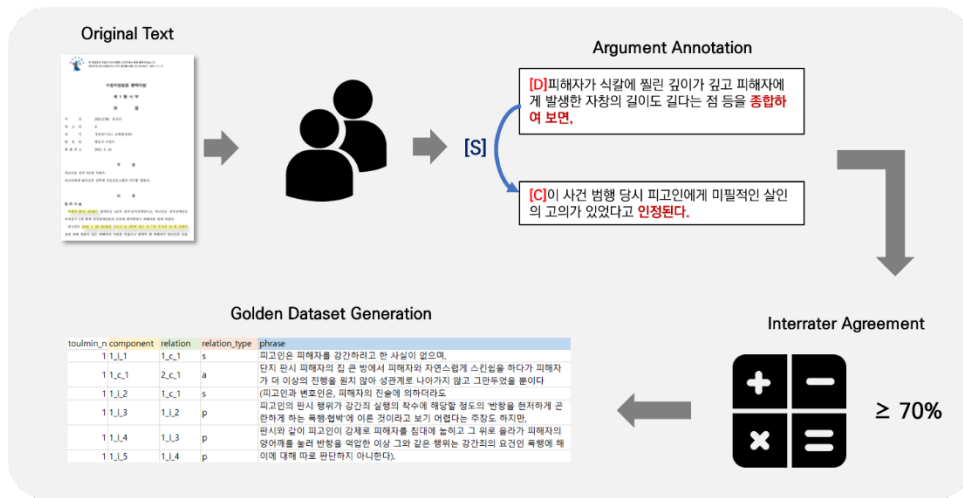 Original Text
Argument Annotation
[D]피해자가 식칼에 찔린 깊이가 깊고 피해자에
게 발생한 자창의 길이도 길다는 점 등을 종합하
여 보면,
[S]
[C]이 사건 범행 당시 피고인에게 미필적인 살인
의 고의가 있었다고 인정된다.
Interrater Agreement
≥ 70%
Golden Dataset Generation
toulmin_n component relation relation_type phrase
1 1_i_1 1_c_1 s 피고인은 피해자를 강간하려고 한 사실이 없으며,
단지 판시 피해자의 집 큰 방에서 피해자와 자연스럽게 스킨쉽을 하다가 피해자
1 1_c_1 2_c_1 a 가 더 이상의 진행을 원치 않아 성관계로 나아가지 않고 그만두었을 뿐이다
1 1_i_2 1_c_1 s (피고인과 변호인은, 피해자의 진술에 의하더라도
피고인의 판시 행위가 강간죄 실행의 착수에 해당할 정도의 '반항을 현저하게 곤
1 1_i_3 1_i_2 p 란하게 하는 폭행·협박'에 이른 것이라고 보기 어렵다는 주장도 하지만,
판시와 같이 피고인이 강제로 피해자를 침대에 눕히고 그 위로 올라가 피해자의
1 1_i_4 1_i_3 p 양어깨를 눌러 반항을 억압한 이상 그와 같은 행위는 강간죄의 요건인 폭행에 해
1 1_i_5 1_i_4 p 이에 대해 따로 판단하지 아니한다).